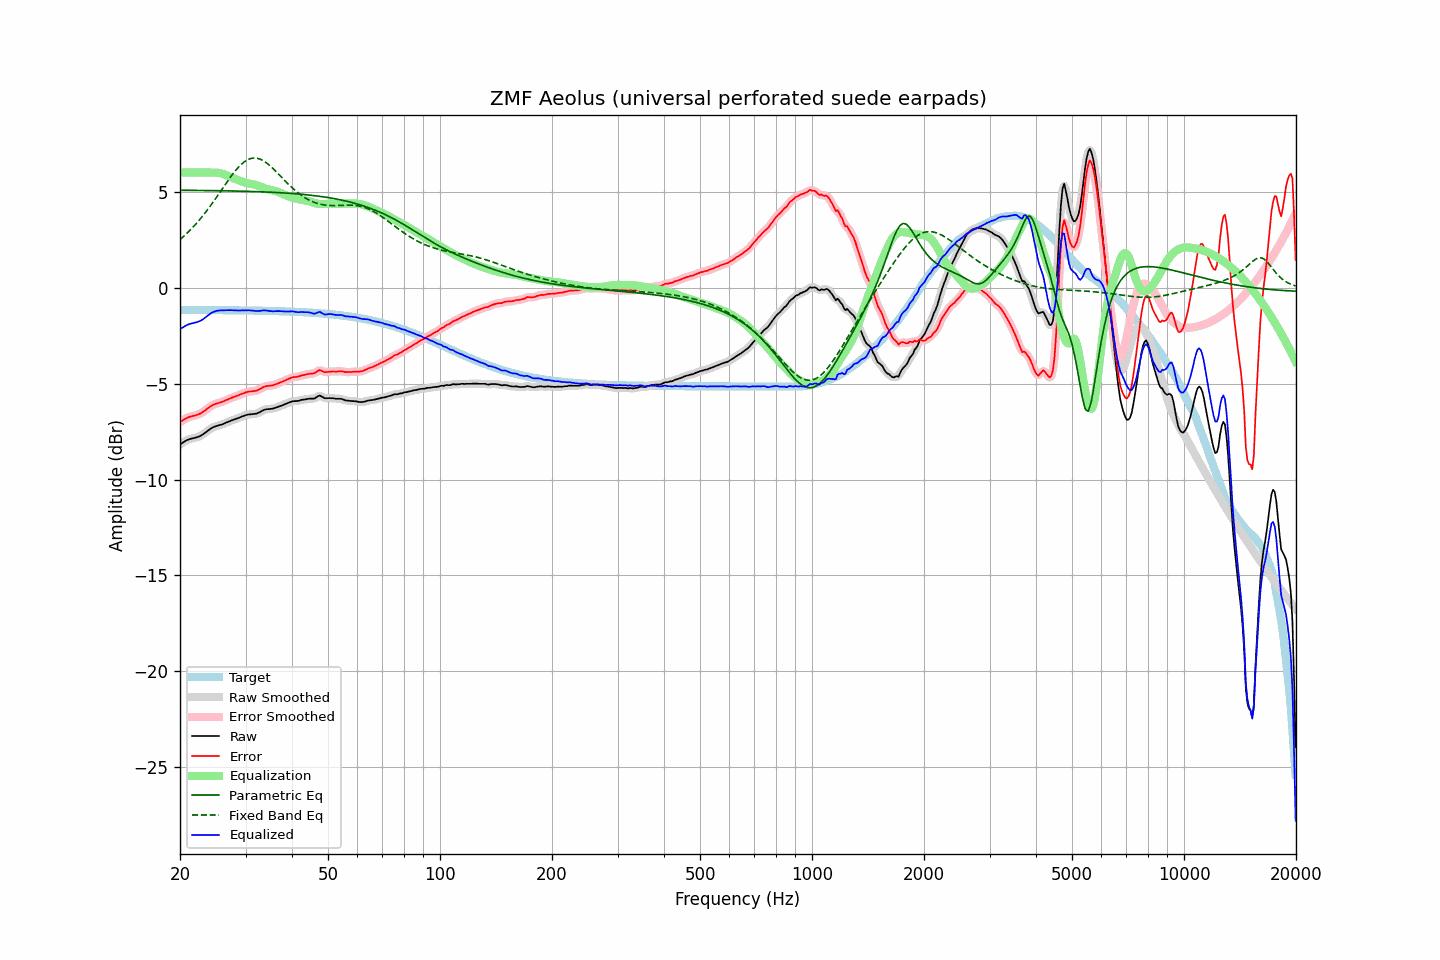 ZMF Aeolus (universal perforated suede earpads)
Amplitude (dBr)
5
0
−5
−10
−15
−20
−25
Target
Raw Smoothed
Error Smoothed
Raw
Error
Equalization
Parametric Eq
Fixed Band Eq
Equalized
20 50 100 200 500 1000 2000 5000 10000 20000
Frequency (Hz)